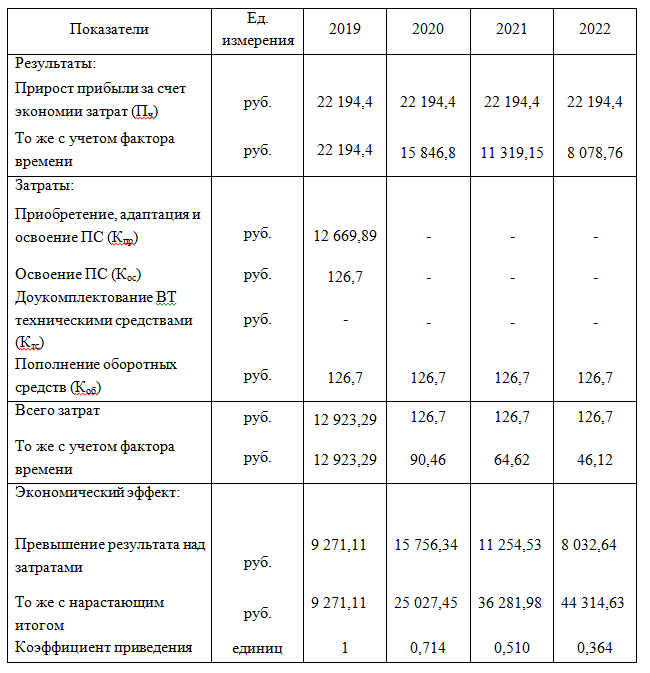 Показатели Ед. измерения 2019 2020 2021 2022
Результаты:
Прирост прибыли за счет
экономии затрат (Пч) руб. 22 194,4 22 194,4 22 194,4 22 194,4
То же с учетом фактора
времени руб. 22 194,4 15 846,8 11 319,15 8 078,76
Затраты:
Приобретение, адаптация и
освоение ПС (Кпр) руб. 12 669,89 - - -
Освоение ПС (Кос) руб. 126,7 - - -
Доукомплектование ВТ
техническими средствами руб. - - - -
(Ктс)
Пополнение оборотных
средств (Коб) руб. 126,7 126,7 126,7 126,7
Всего затрат руб. 12 923,29 126,7 126,7 126,7
То же с учетом фактора
времени руб. 12 923,29 90,46 64,62 46,12
Экономический эффект:
Превышение результата над 9 271,11 15 756,34 11 254,53 8 032,64
затратами руб.
То же с нарастающим 9 271,11 25 027,45 36 281,98 44 314,63
итогом руб.
Коэффициент приведения единиц 1 0,714 0,510 0,364